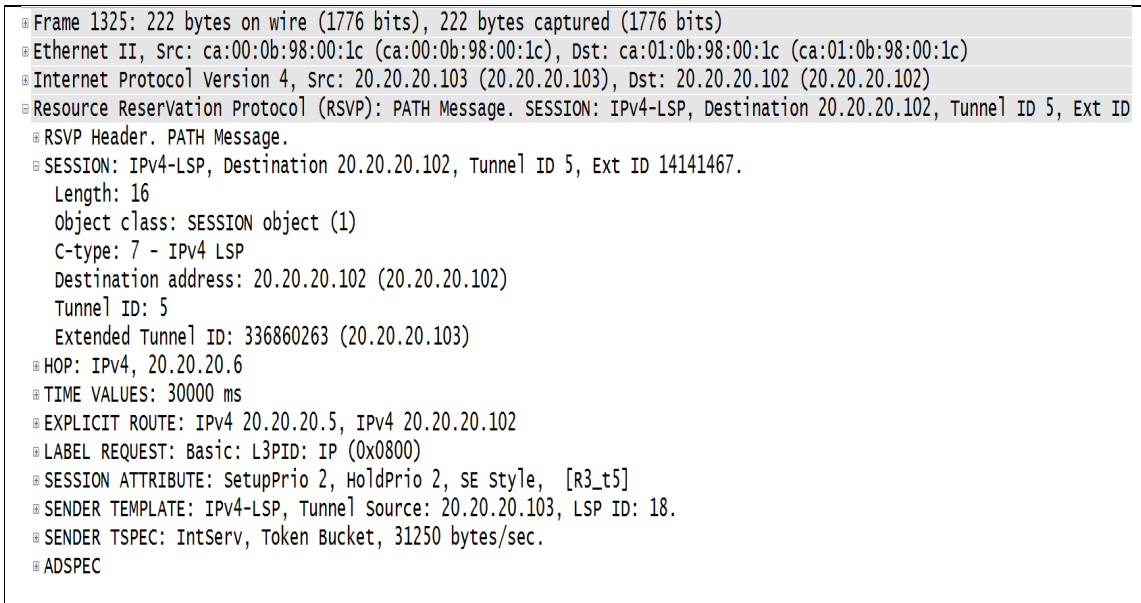 Frame 1325: 222 bytes on wire (1776 bits), 222 bytes captured (1776 bits)
Ethernet II, Src: ca:00:0b:98:00:1c (ca:00:0b:98:00:1c), Dst: ca:01:0b:98:00:1c (ca:01:0b:98:00:1c)
Internet Protocol Version 4, Src: 20.20.20.103 (20.20.20.103), Dst: 20.20.20.102 (20.20.20.102)
Resource ReserVation Protocol (RSVP): PATH Message. SESSION: IPv4-LSP, Destination 20.20.20.102, Tunnel ID 5, Ext ID
RSVP Header. PATH Message.
SESSION: IPv4-LSP, Destination 20.20.20.102, Tunnel ID 5, Ext ID 14141467.
Length: 16
Object class: SESSION object (1)
C-type: 7 - IPv4 LSP
Destination address: 20.20.20.102 (20.20.20.102)
Tunnel ID: 5
Extended Tunnel ID: 336860263 (20.20.20.103)
HOP: IPv4, 20.20.20.6
TIME VALUES: 30000 ms
EXPLICIT ROUTE: IPv4 20.20.20.5, IPv4 20.20.20.102
LABEL REQUEST: Basic: L3PID: IP (0x0800)
SESSION ATTRIBUTE: SetupPrio 2, HoldPrio 2, SE Style,  [R3_t5]
SENDER TEMPLATE: IPv4-LSP, Tunnel Source: 20.20.20.103, LSP ID: 18.
SENDER TSPEC: IntServ, Token Bucket, 31250 bytes/sec.
ADSPEC